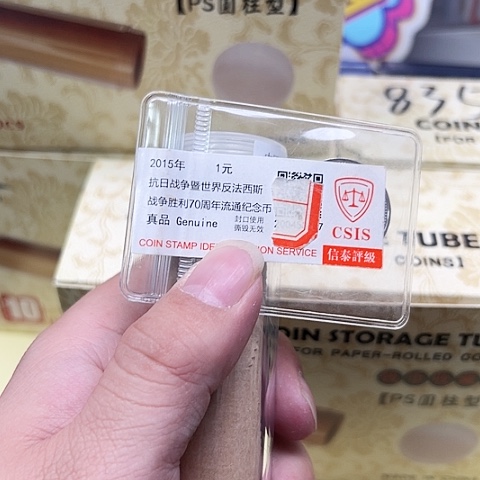 【PS圆柱型】
835
COIN
TUBE
COINS】
2015年 1元
抗日战争暨世界反法西斯
战争胜利70周年流通纪念币
真品 Genuine
封口使用
撕毁无效
CSIS
信泰評級
COIN STAMP IDE
ION SERVICE
10
OIN STORAGE TU
FOR PAPER-ROLLED
【PS圆柱型】